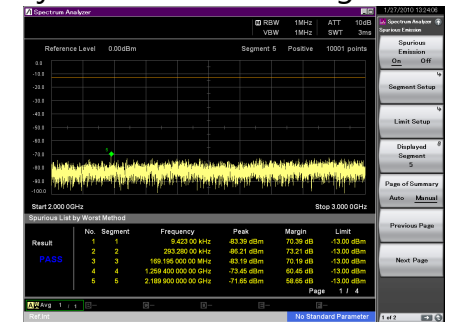 Spectrum Analyzer
1/27/2010 13:24:06
RBW 1MHz ATT 10dB
VBW 1MHz SWT 3ms
Reference Level 0.00dBm Segment 5 Positive 10001 points
0.0
-10.0
-20.0
-30.0
-40.0
-50.0
-60.0
-70.0
-80.0
-90.0
-100.0
Start 2.000 0GHz Stop 3.000 0GHz
Spurious List by Worst Method
No. Segment Frequency Peak Margin Limit
Result 1 1 9.423 00 kHz -83.39 dBm 70.39 dB -13.00 dBm
PASS 2 2 293.280 00 kHz -86.21 dBm 73.21 dB -13.00 dBm
3 3 169.195 000 00 MHz -83.19 dBm 70.19 dB -13.00 dBm
4 4 1.259 400 000 00 GHz -73.45 dBm 60.45 dB -13.00 dBm
5 5 2.189 900 000 00 GHz -71.65 dBm 58.65 dB -13.00 dBm
Page 1 / 4
Avg 1
Ref.Int No Standard Parameter
Spectrum Analyzer
Spurious Emission
Spurious
Emission
On Off
Segment Setup
Limit Setup
Displayed
Segment
5
Page of Summary
Auto Manual
Previous Page
Next Page
1 of 2